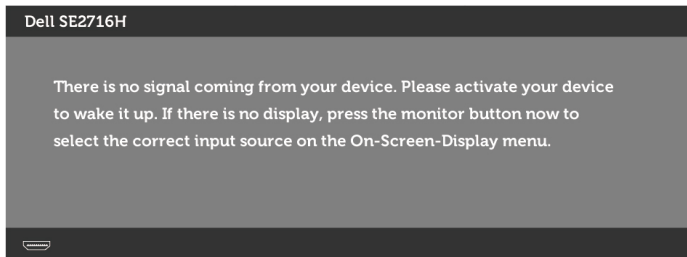 Dell SE2716H
There is no signal coming from your device. Please activate your device
to wake it up. If there is no display, press the monitor button now to
select the correct input source on the On-Screen-Display menu.